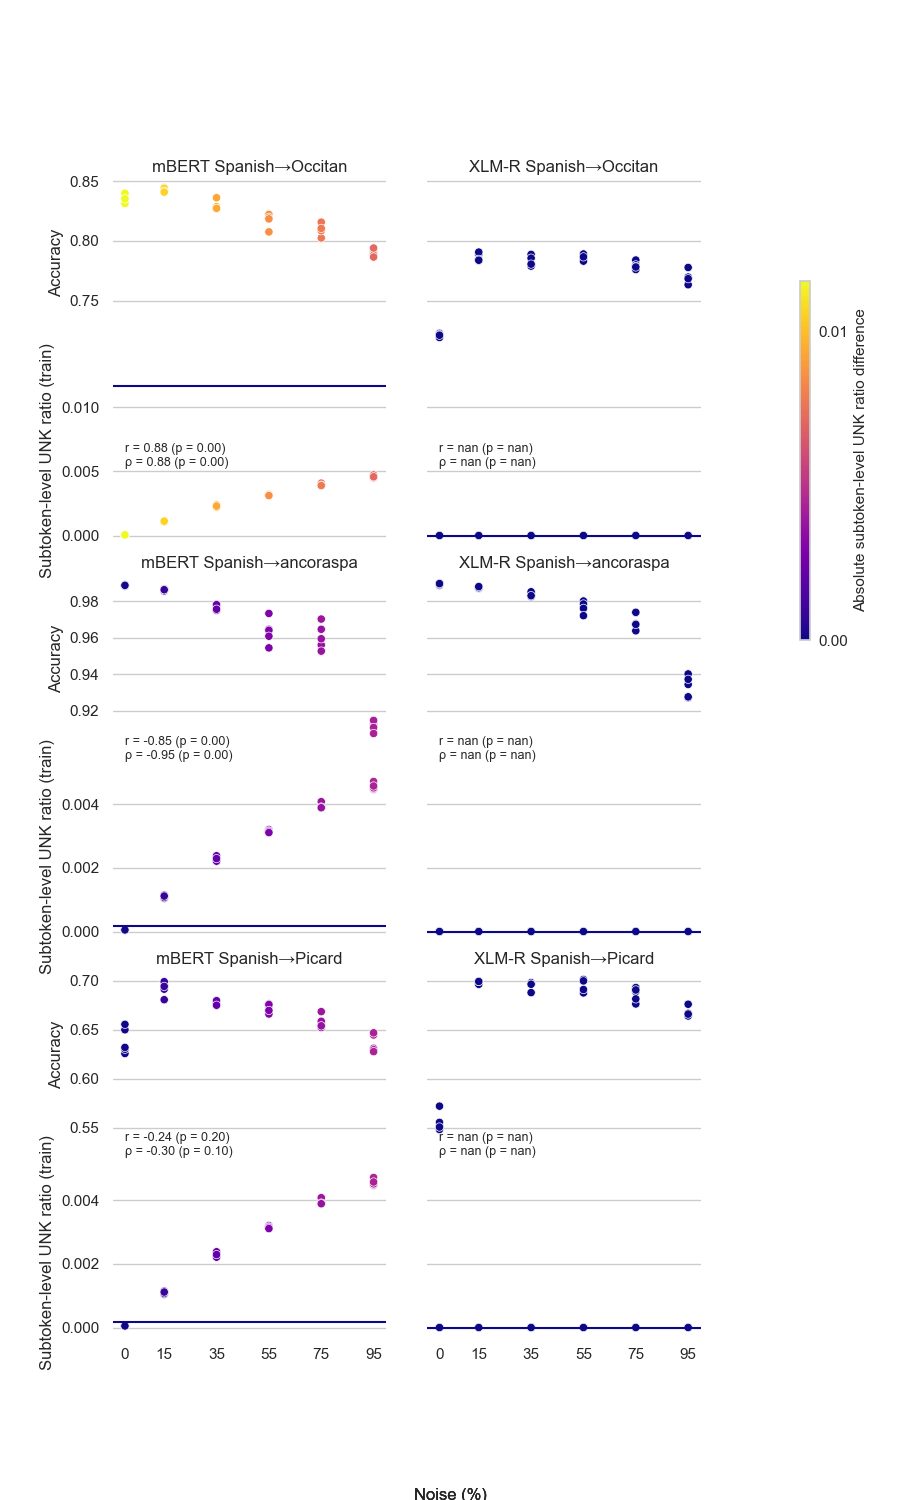 mBERT Spanish→Occitan
XLM-R Spanish→Occitan
0.85
0.80
0.75
Accuracy
0.010
0.005
0.000
Subtoken-level UNK ratio (train)
r = 0.88 (p = 0.00)
ρ = 0.88 (p = 0.00)
r = nan (p = nan)
ρ = nan (p = nan)
mBERT Spanish→ancoraspa
XLM-R Spanish→ancoraspa
0.98
0.96
0.94
0.92
Accuracy
r = -0.85 (p = 0.00)
ρ = -0.95 (p = 0.00)
r = nan (p = nan)
ρ = nan (p = nan)
0.004
0.002
0.000
Subtoken-level UNK ratio (train)
mBERT Spanish→Picard
XLM-R Spanish→Picard
0.70
0.65
0.60
0.55
Accuracy
r = -0.24 (p = 0.20)
ρ = -0.30 (p = 0.10)
r = nan (p = nan)
ρ = nan (p = nan)
0.004
0.002
0.000
Subtoken-level UNK ratio (train)
0 15 35 55 75 95
0 15 35 55 75 95
Noise (%)
0.01
0.00
Absolute subtoken-level UNK ratio difference